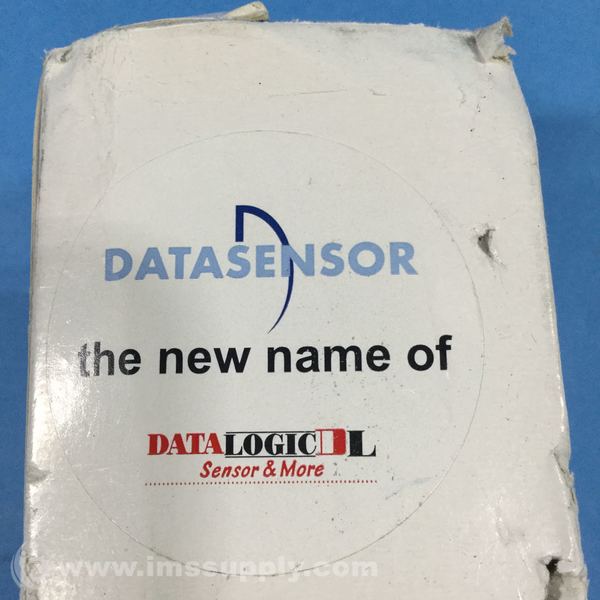 DATASENSOR
the new name of
DATALOGIC DL
Sensor & More
www.imssupply.com